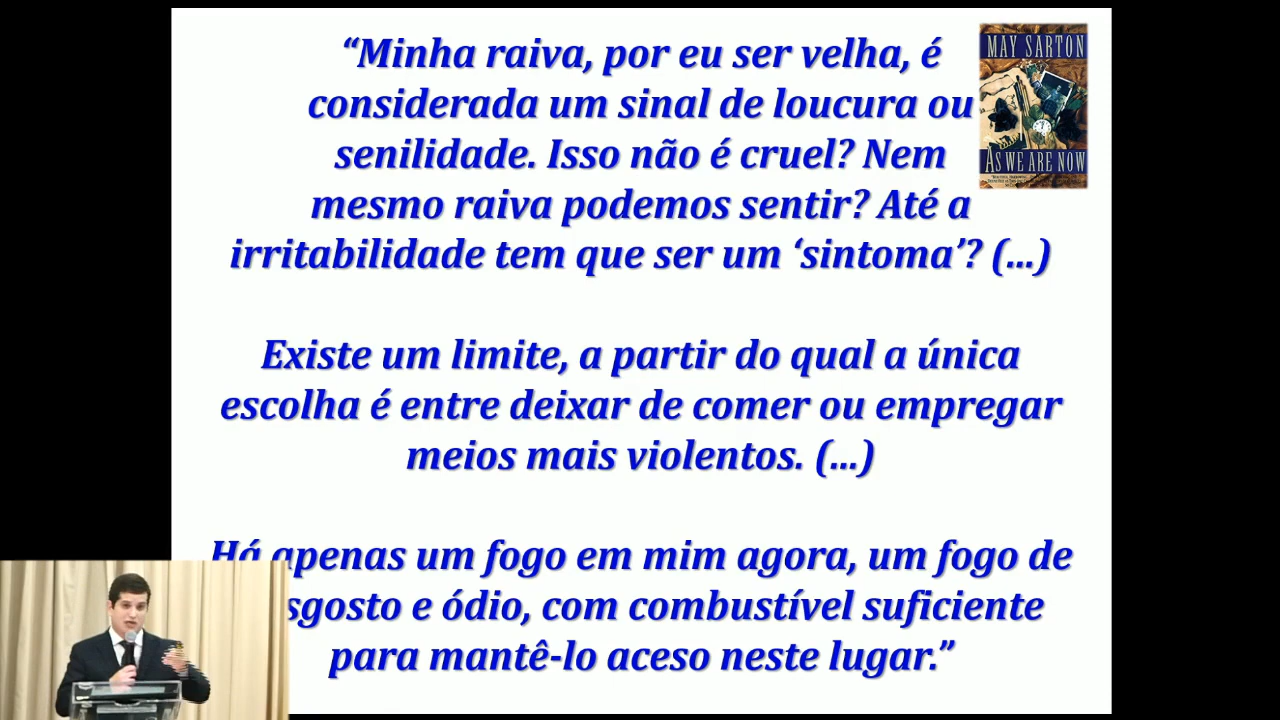 “Minha raiva, por eu ser velha, é
considerada um sinal de loucura ou
senilidade. Isso não é cruel? Nem
mesmo raiva podemos sentir? Até a
irritabilidade tem que ser um ‘sintoma’? (...)
Existe um limite, a partir do qual a única
escolha é entre deixar de comer ou empregar
meios mais violentos. (...)
Há apenas um fogo em mim agora, um fogo de
sgosto e ódio, com combustível suficiente
para mantê-lo aceso neste lugar.”
MAY SARTON
AS WE ARE NOW